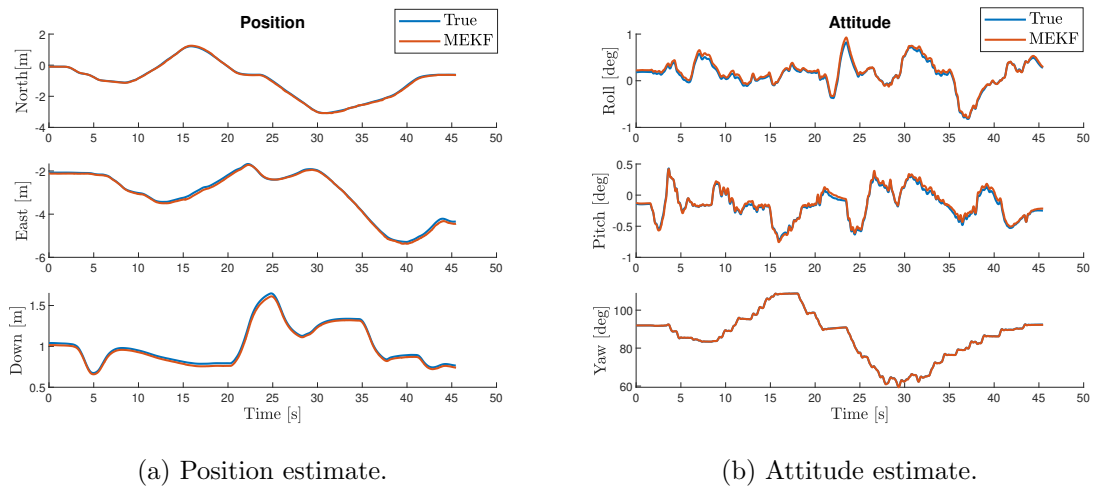 Position
True
MEKF
North[m]
2
0
-2
-4
0 5 10 15 20 25 30 35 40 45 50
East [m]
-2
-4
-6
0 5 10 15 20 25 30 35 40 45 50
Down [m]
1.5
1
0.5
0 5 10 15 20 25 30 35 40 45 50
Time [s]
(a) Position estimate.
Attitude
True
MEKF
Roll [deg]
1
0
-1
0 5 10 15 20 25 30 35 40 45 50
Pitch [deg]
0.5
0
-0.5
-1
0 5 10 15 20 25 30 35 40 45 50
Yaw [deg]
100
80
60
0 5 10 15 20 25 30 35 40 45 50
Time [s]
(b) Attitude estimate.